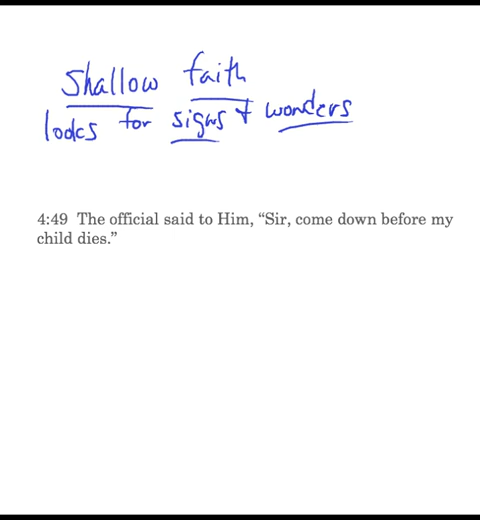 Shallow faith
looks for signs & wonders
4:49 The official said to Him, “Sir, come down before my
child dies.”